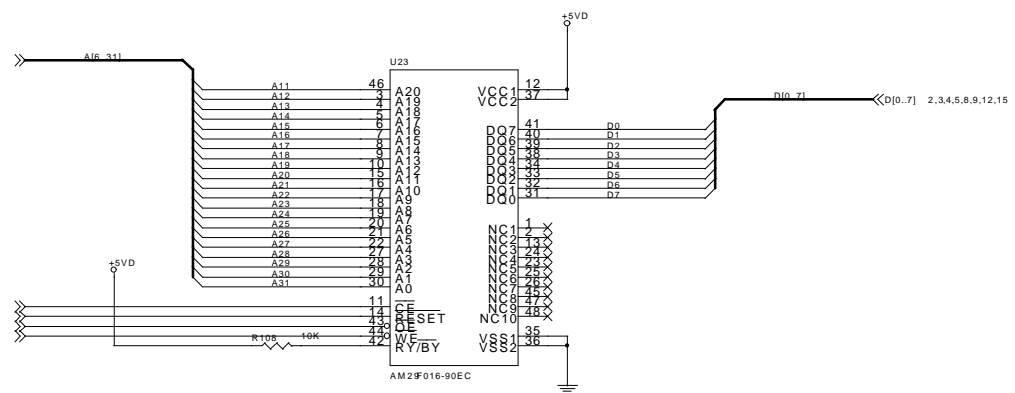 +5VD
A[6..31]
U23
A11 46 A20
A12 3 A19
A13 4 A18
A14 5 A17
A15 6 A16
A16 7 A15
A17 8 A14
A18 9 A13
A19 10 A12
A20 15 A11
A21 16 A10
A22 17 A9
A23 18 A8
A24 19 A7
A25 20 A6
A26 21 A5
A27 22 A4
A28 27 A3
A29 28 A2
A30 29 A1
A31 30 A0
VCC1 12
VCC2 37
D[0..7]
D[0..7] 2,3,4,5,8,9,12,15
DQ7 41 D0
DQ6 40 D1
DQ5 39 D2
DQ4 38 D3
DQ3 34 D4
DQ2 33 D5
DQ1 32 D6
DQ0 31 D7
NC1 1
NC2 2
NC3 13
NC4 24
NC5 23
NC6 25
NC7 26
NC8 45
NC9 47
NC10 48
+5VD
11 CE
14 RESET
43 OE
44 WE
R108 10K 42 RY/BY
VSS1 35
VSS2 36
AM29F016-90EC